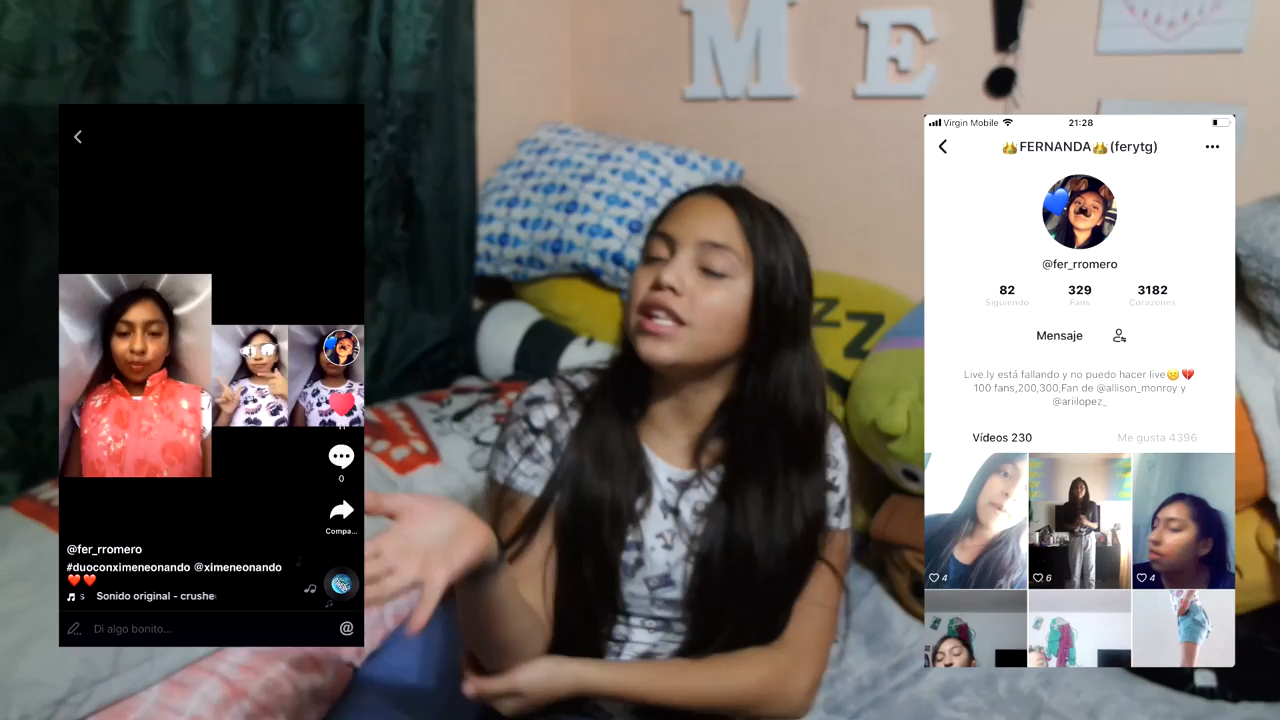 ME!
ZZ
@fer_rromero
#duoconximeneonando @ximeneonando
❤️❤️
Sonido original - crushe
Di algo bonito...
@
0
Compa...
Virgin Mobile
21:28
👑FERNANDA👑(ferytg)
@fer_rromero
82 329 3182
Siguiendo Fans Corazones
Mensaje
Live.ly está fallando y no puedo hacer live😕💔
100 fans,200,300,Fan de @allison_monroy y
@ariilopez_
Vídeos 230 Me gusta 4396
4 6 4